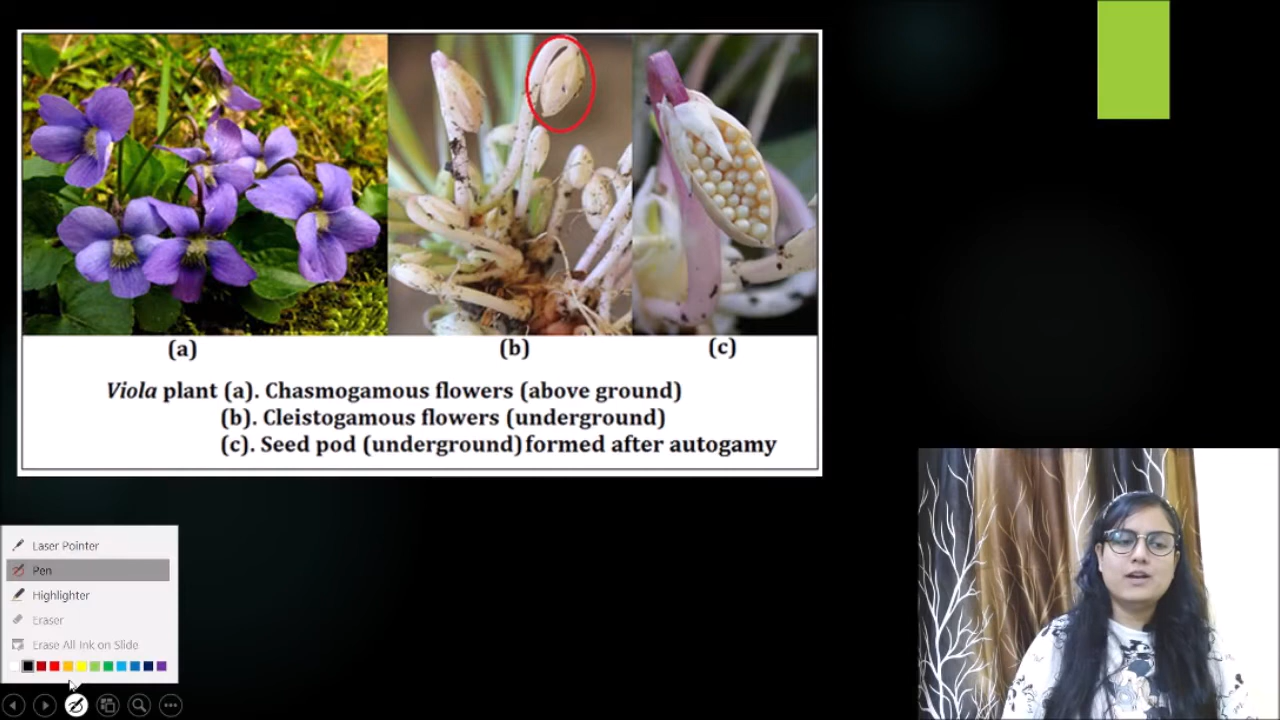 (a)
(b)
(c)
Viola plant (a). Chasmogamous flowers (above ground)
(b). Cleistogamous flowers (underground)
(c). Seed pod (underground) formed after autogamy
Laser Pointer
Pen
Highlighter
Eraser
Erase All Ink on Slide